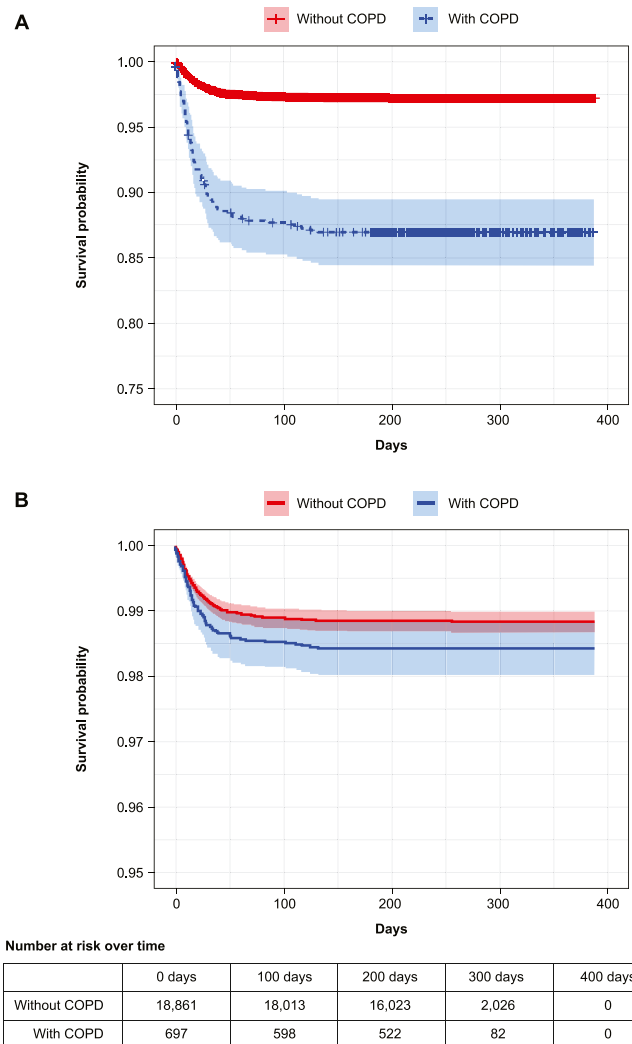 A
Without COPD With COPD
1.00
0.95
0.90
0.85
0.80
0.75
Survival probability
0 100 200 300 400
Days
B
Without COPD With COPD
1.00
0.99
0.98
0.97
0.96
0.95
Survival probability
0 100 200 300 400
Days
Number at risk over time
0 days 100 days 200 days 300 days 400 days
Without COPD 18,861 18,013 16,023 2,026 0
With COPD 697 598 522 82 0